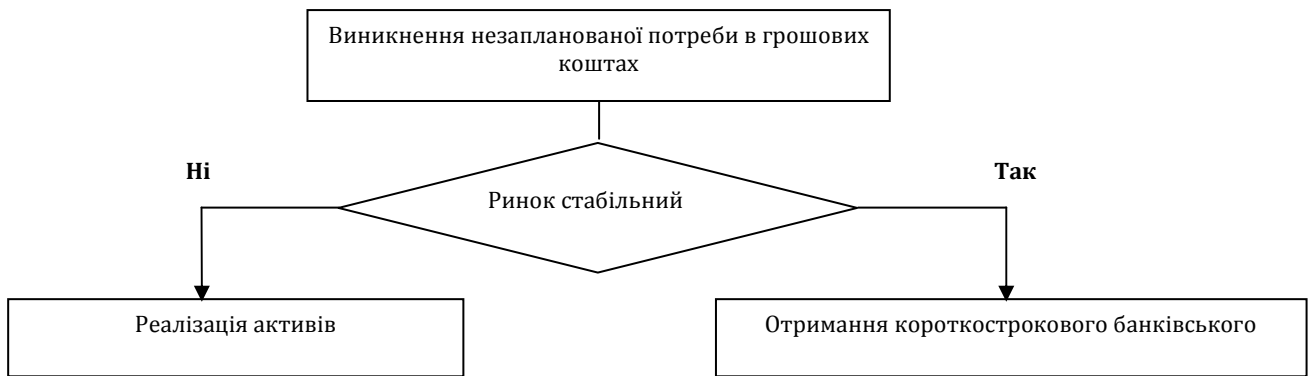 Виникнення незапланованої потреби в грошових
коштах
Ні
Так
Ринок стабільний
Реалізація активів
Отримання короткострокового банківського